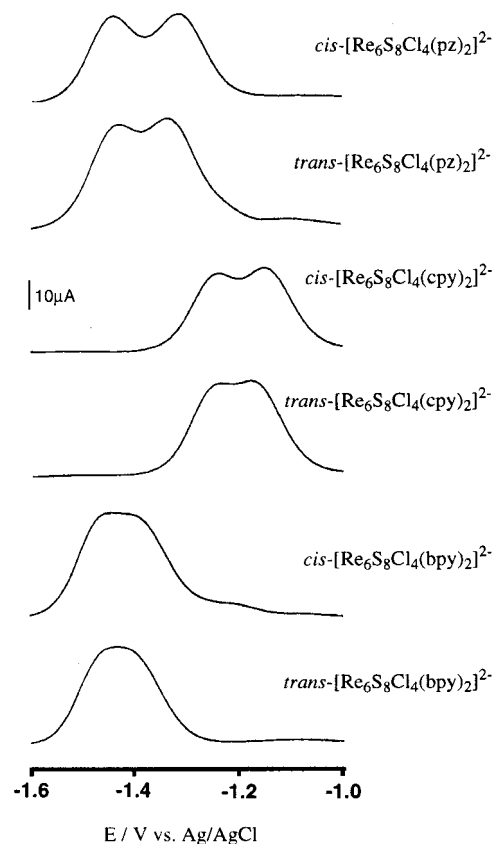 cis-[Re₆S₈Cl₄(pz)₂]²⁻
trans-[Re₆S₈Cl₄(pz)₂]²⁻
cis-[Re₆S₈Cl₄(cpy)₂]²⁻
10μA
trans-[Re₆S₈Cl₄(cpy)₂]²⁻
cis-[Re₆S₈Cl₄(bpy)₂]²⁻
trans-[Re₆S₈Cl₄(bpy)₂]²⁻
-1.6 -1.4 -1.2 -1.0
E / V vs. Ag/AgCl